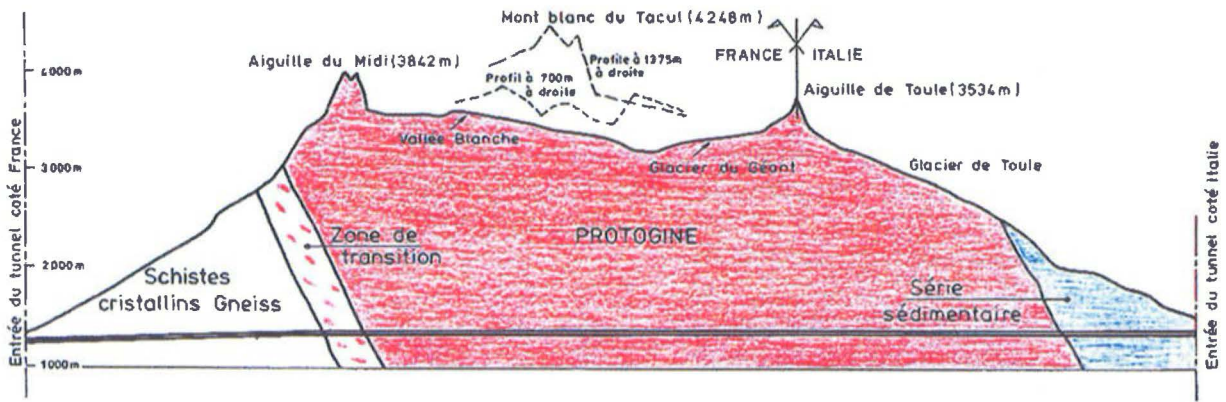 Mont blanc du Tacul (4248m)
FRANCE
ITALIE
Aiguille du Midi (3842m)
Profile à 1375m
à droite
Profil à 700m
à droite
Aiguille de Toule (3534m)
4000m
Vallée Blanche
Glacier du Géant
Glacier de Toule
3000m
Zone de
transition
PROTOGINE
2000m
Schistes
cristallins Gneiss
Série
sédimentaire
1000m
Entrée du tunnel coté France
Entrée du tunnel coté Italie